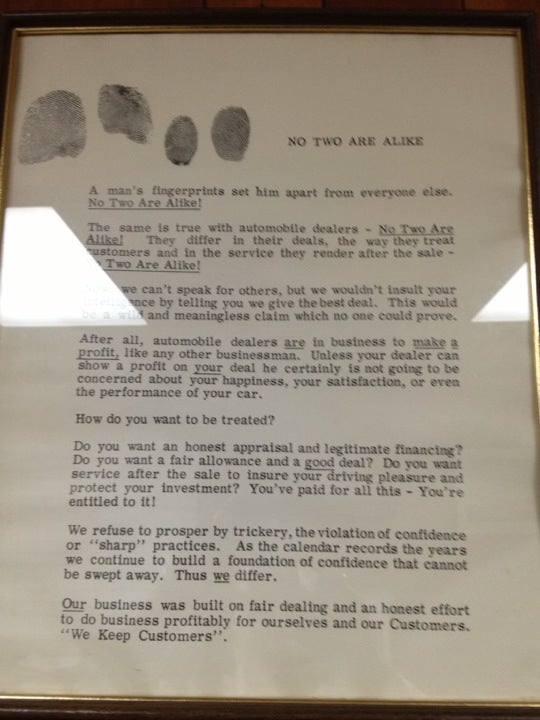 NO TWO ARE ALIKE
A man's fingerprints set him apart from everyone else.
No Two Are Alike!
The same is true with automobile dealers - No Two Are
Alike! They differ in their deals, the way they treat
customers and in the service they render after the sale -
No Two Are Alike!
Now, we can't speak for others, but we wouldn't insult your
intelligence by telling you we give the best deal. This would
be a wild and meaningless claim which no one could prove.
After all, automobile dealers are in business to make a
profit, like any other businessman. Unless your dealer can
show a profit on your deal he certainly is not going to be
concerned about your happiness, your satisfaction, or even
the performance of your car.
How do you want to be treated?
Do you want an honest appraisal and legitimate financing?
Do you want a fair allowance and a good deal? Do you want
service after the sale to insure your driving pleasure and
protect your investment? You've paid for all this - You're
entitled to it!
We refuse to prosper by trickery, the violation of confidence
or "sharp" practices. As the calendar records the years
we continue to build a foundation of confidence that cannot
be swept away. Thus we differ.
Our business was built on fair dealing and an honest effort
to do business profitably for ourselves and our Customers.
"We Keep Customers".